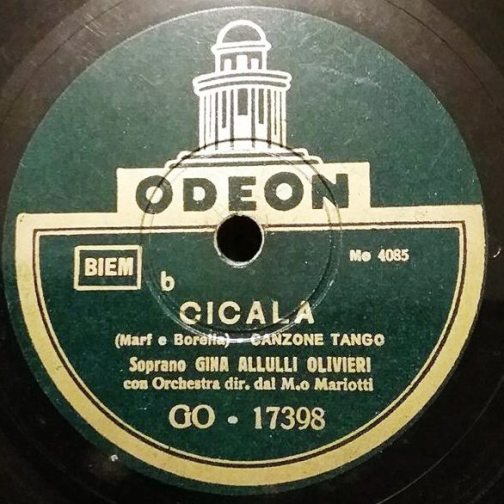 ODEON
BIEM
b
Mo 4085
CICALA
(Marf e Borella) - CANZONE TANGO
Soprano GINA ALLULLI OLIVIERI
con Orchestra dir. dal M.o Mariotti
GO - 17398